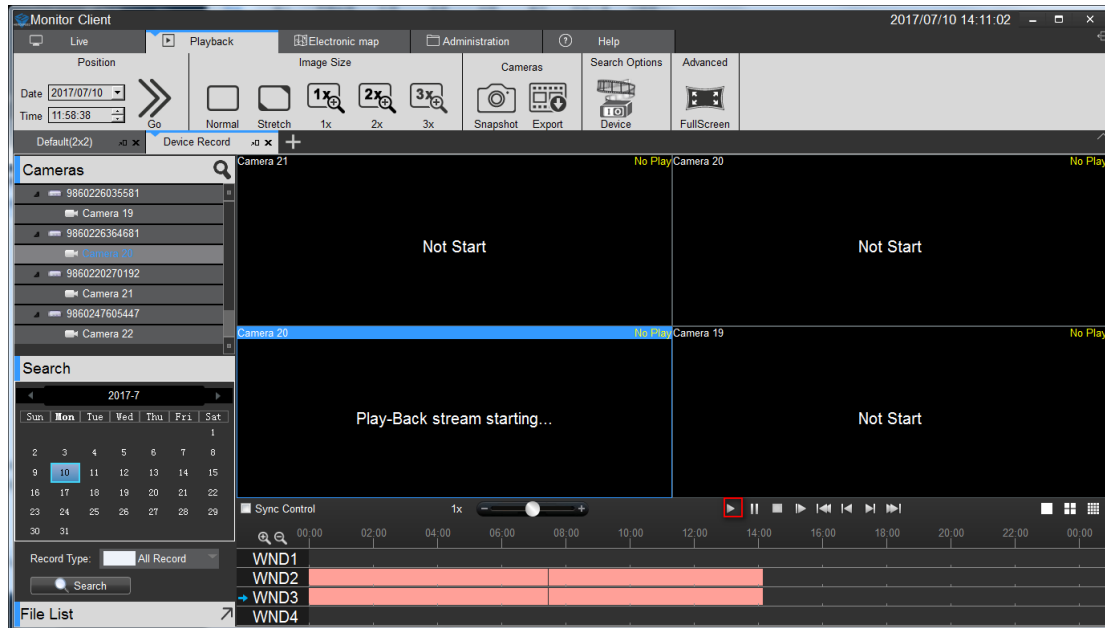 Monitor Client 2017/07/10 14:11:02
Live Playback Electronic map Administration ? Help
Position Image Size Cameras Search Options Advanced
Date 2017/07/10
Time 11:58:38
1x 2x 3x
Go Normal Stretch 1x 2x 3x Snapshot Export Device FullScreen
Default(2x2) Device Record
Cameras
9860226035581
Camera 19
9860226364681
Camera 20
9860220270192
Camera 21
9860247605447
Camera 22
Camera 21 No Play
Not Start
Camera 20 No Play
Not Start
Camera 20 No Play
Play-Back stream starting...
Camera 19 No Play
Not Start
Search
2017-7
Sun Mon Tue Wed Thu Fri Sat
1
2 3 4 5 6 7 8
9 10 11 12 13 14 15
16 17 18 19 20 21 22
23 24 25 26 27 28 29
30 31
Record Type: All Record
Search
File List
Sync Control 1x
00:00 02:00 04:00 06:00 08:00 10:00 12:00 14:00 16:00 18:00 20:00 22:00 00:00
WND1
WND2
WND3
WND4